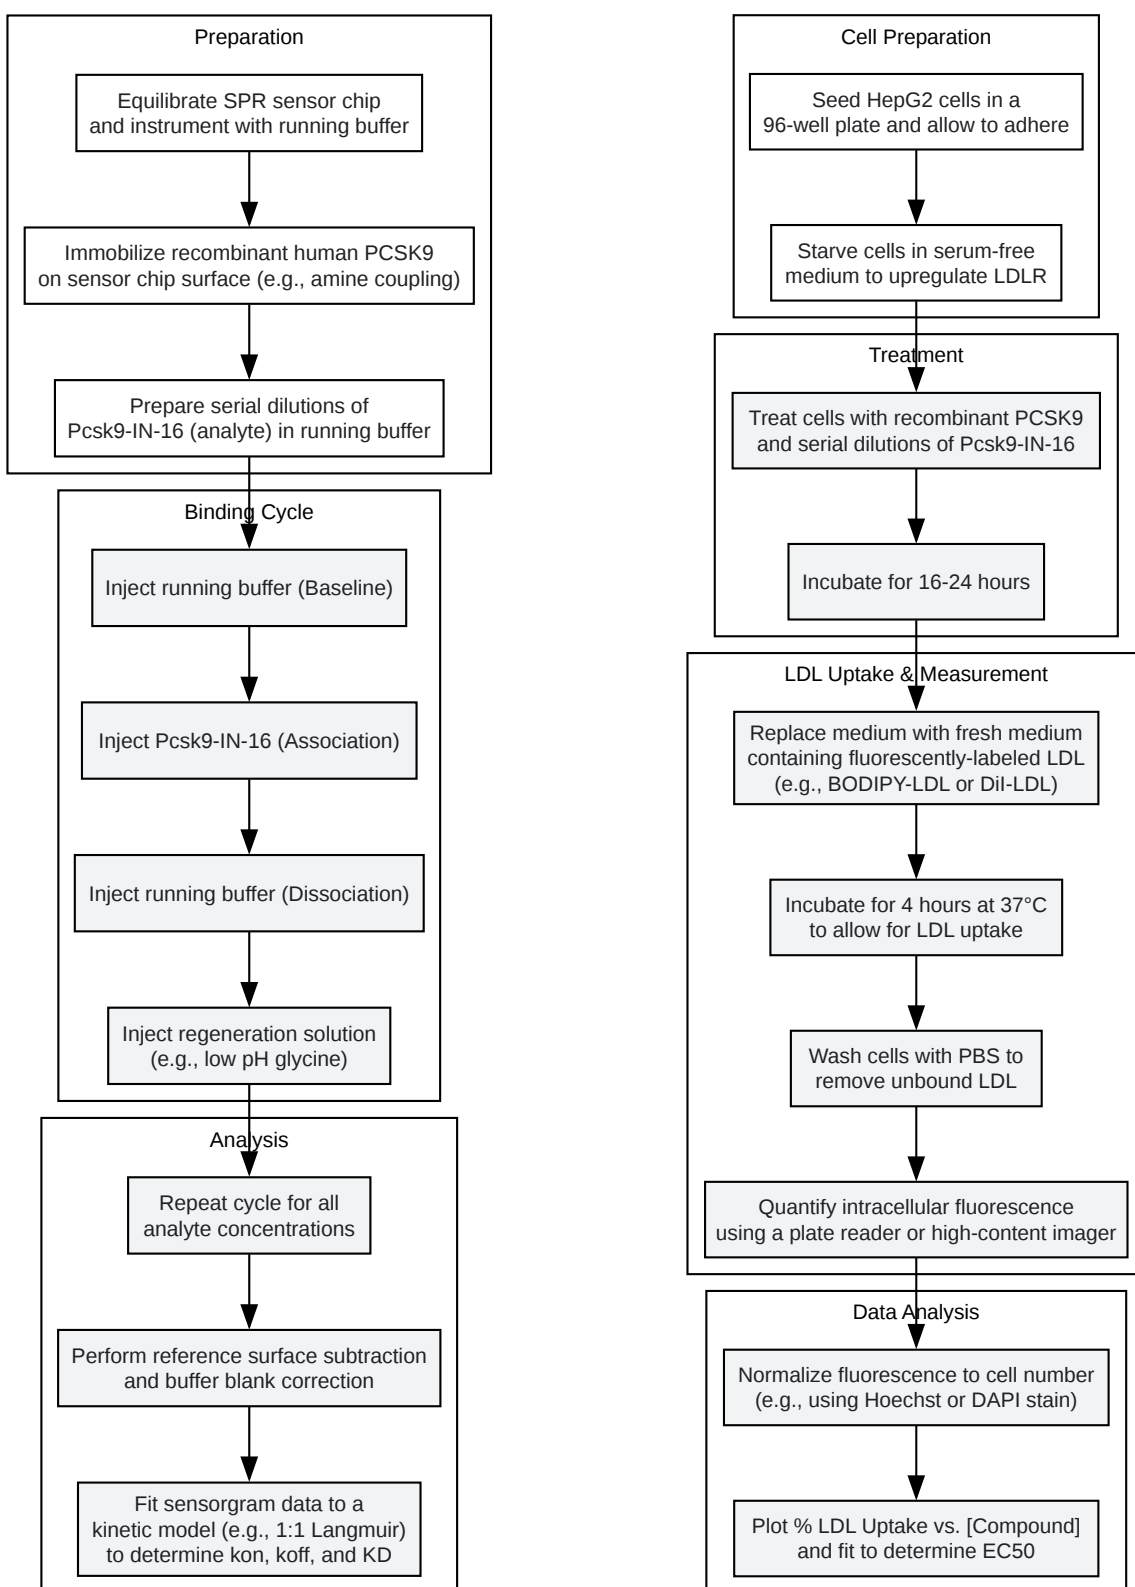 Preparation
Equilibrate SPR sensor chip
and instrument with running buffer
Immobilize recombinant human PCSK9
on sensor chip surface (e.g., amine coupling)
Prepare serial dilutions of
Pcsk9-IN-16 (analyte) in running buffer
Binding Cycle
Inject running buffer (Baseline)
Inject Pcsk9-IN-16 (Association)
Inject running buffer (Dissociation)
Inject regeneration solution
(e.g., low pH glycine)
Analysis
Repeat cycle for all
analyte concentrations
Perform reference surface subtraction
and buffer blank correction
Fit sensorgram data to a
kinetic model (e.g., 1:1 Langmuir)
to determine kon, koff, and KD
Cell Preparation
Seed HepG2 cells in a
96-well plate and allow to adhere
Starve cells in serum-free
medium to upregulate LDLR
Treatment
Treat cells with recombinant PCSK9
and serial dilutions of Pcsk9-IN-16
Incubate for 16-24 hours
LDL Uptake & Measurement
Replace medium with fresh medium
containing fluorescently-labeled LDL
(e.g., BODIPY-LDL or DiI-LDL)
Incubate for 4 hours at 37°C
to allow for LDL uptake
Wash cells with PBS to
remove unbound LDL
Quantify intracellular fluorescence
using a plate reader or high-content imager
Data Analysis
Normalize fluorescence to cell number
(e.g., using Hoechst or DAPI stain)
Plot % LDL Uptake vs. [Compound]
and fit to determine EC50